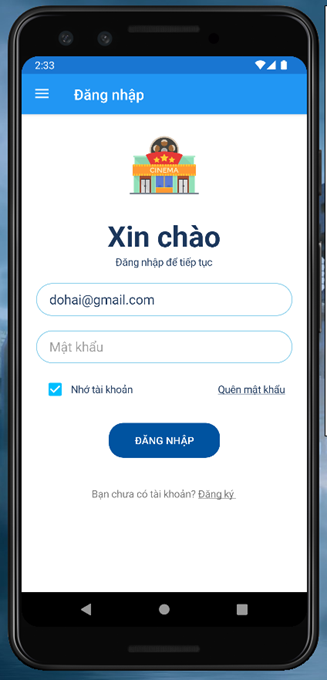 2:33
Đăng nhập
CINEMA
Xin chào
Đăng nhập để tiếp tục
dohai@gmail.com
Mật khẩu
Nhớ tài khoản
Quên mật khẩu
ĐĂNG NHẬP
Bạn chưa có tài khoản? Đăng ký